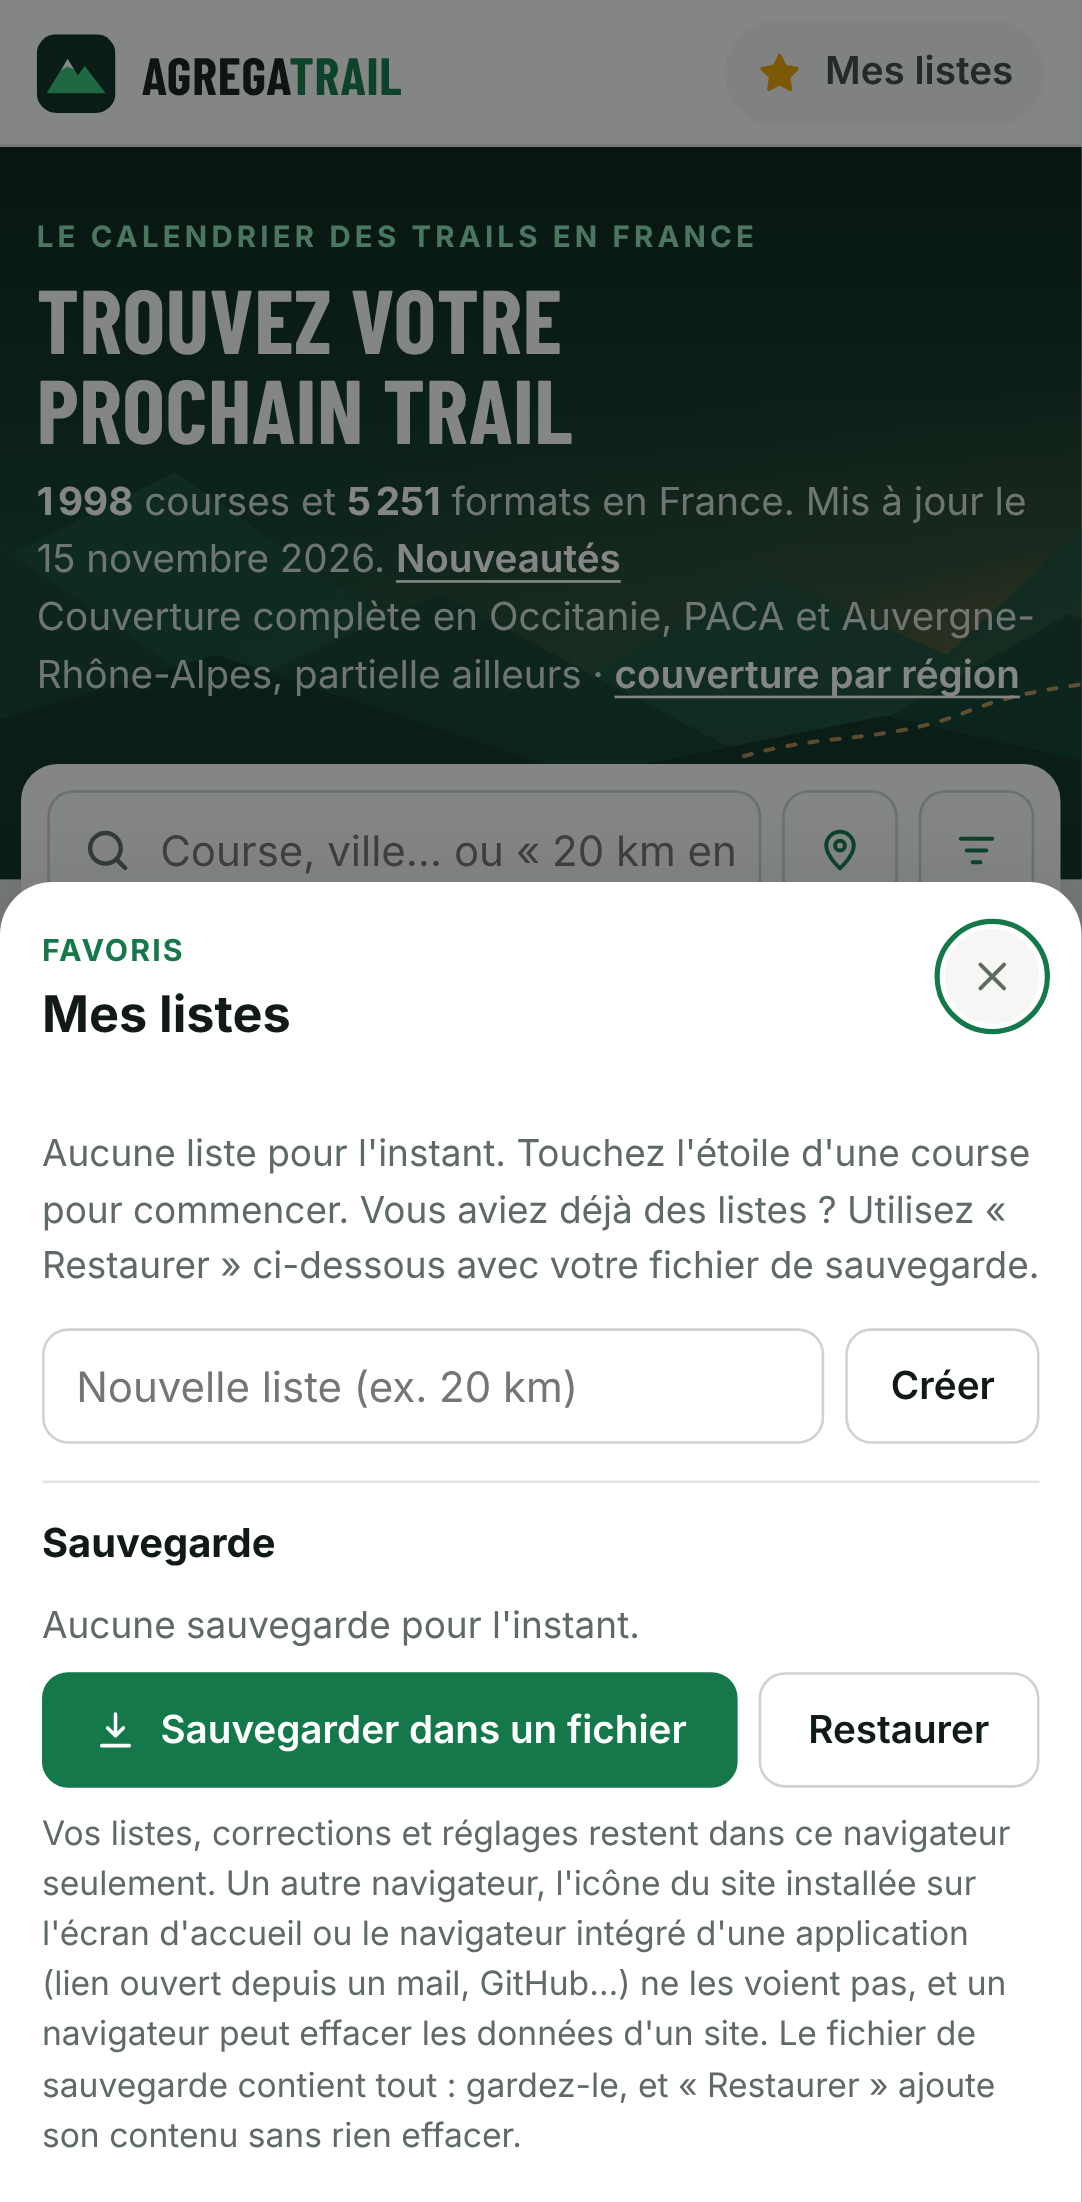 AGREGATRAIL
Mes listes
LE CALENDRIER DES TRAILS EN FRANCE
TROUVEZ VOTRE
PROCHAIN TRAIL
1 998 courses et 5 251 formats en France. Mis à jour le
15 novembre 2026. Nouveautés
Couverture complète en Occitanie, PACA et Auvergne-
Rhône-Alpes, partielle ailleurs · couverture par région
Course, ville... ou « 20 km en
FAVORIS
Mes listes
Aucune liste pour l'instant. Touchez l'étoile d'une course
pour commencer. Vous aviez déjà des listes ? Utilisez «
Restaurer » ci-dessous avec votre fichier de sauvegarde.
Nouvelle liste (ex. 20 km)
Créer
Sauvegarde
Aucune sauvegarde pour l'instant.
Sauvegarder dans un fichier
Restaurer
Vos listes, corrections et réglages restent dans ce navigateur
seulement. Un autre navigateur, l'icône du site installée sur
l'écran d'accueil ou le navigateur intégré d'une application
(lien ouvert depuis un mail, GitHub...) ne les voient pas, et un
navigateur peut effacer les données d'un site. Le fichier de
sauvegarde contient tout : gardez-le, et « Restaurer » ajoute
son contenu sans rien effacer.